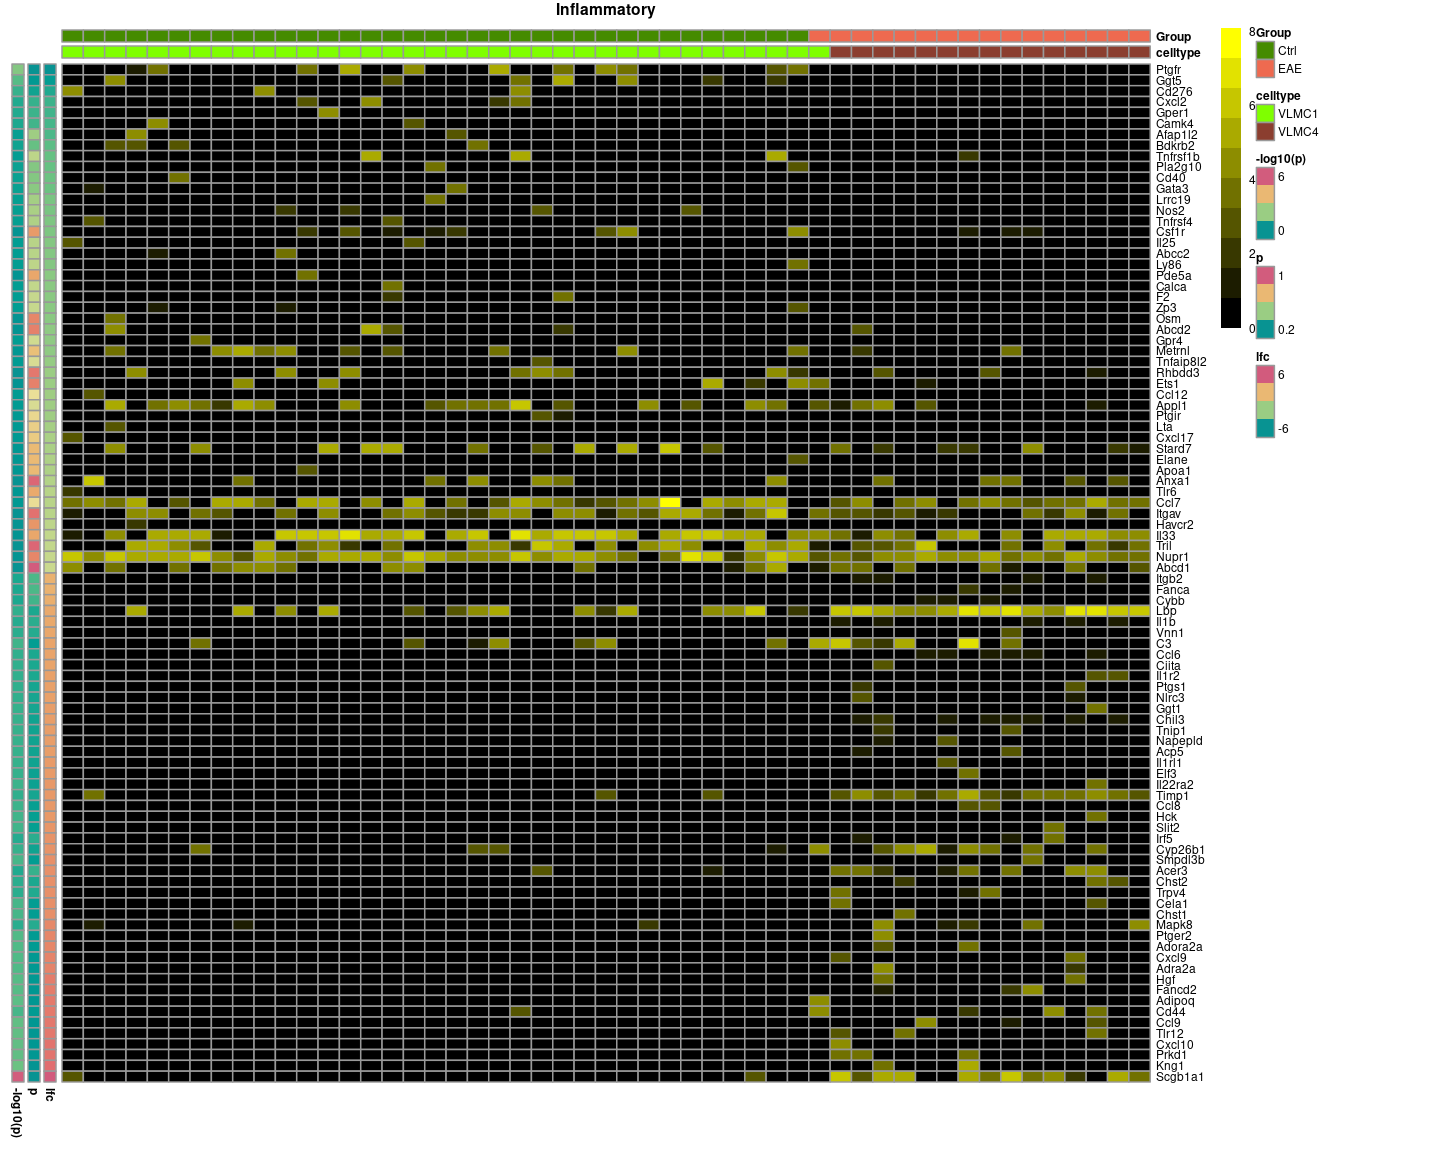 Inflammatory
Group
celltype
Ptgfr
Ggt5
Cd276
Cxcl2
Gper1
Camk4
Afap1l2
Bdkrb2
Tnfrsf1b
Pla2g10
Cd40
Gata3
Lrrc19
Nos2
Tnfrsf4
Csf1r
Il25
Abcc2
Ly86
Pde5a
Calca
F2
Zp3
Osm
Abcd2
Gpr4
Metrnl
Tnfaip8l2
Rhbdd3
Ets1
Ccl12
Appl1
Ptgir
Lta
Cxcl17
Stard7
Elane
Apoa1
Anxa1
Tlr6
Ccl7
Itgav
Havcr2
Il33
Tril
Nupr1
Abcd1
Itgb2
Fanca
Cybb
Lbp
Il1b
Vnn1
C3
Ccl6
Ciita
Il1r2
Ptgs1
Nlrc3
Ggt1
Chil3
Tnip1
Napepld
Acp5
Il1rl1
Elf3
Il22ra2
Timp1
Ccl8
Hck
Slit2
Irf5
Cyp26b1
Smpdl3b
Acer3
Chst2
Trpv4
Cela1
Chst1
Mapk8
Ptger2
Adora2a
Cxcl9
Adra2a
Hgf
Fancd2
Adipoq
Cd44
Ccl9
Tlr12
Cxcl10
Prkd1
Kng1
Scgb1a1
8
6
4
2
0
Group
Ctrl
EAE
celltype
VLMC1
VLMC4
-log10(p)
6
0
p
1
0.2
lfc
6
-6
-log10(p)
p
lfc